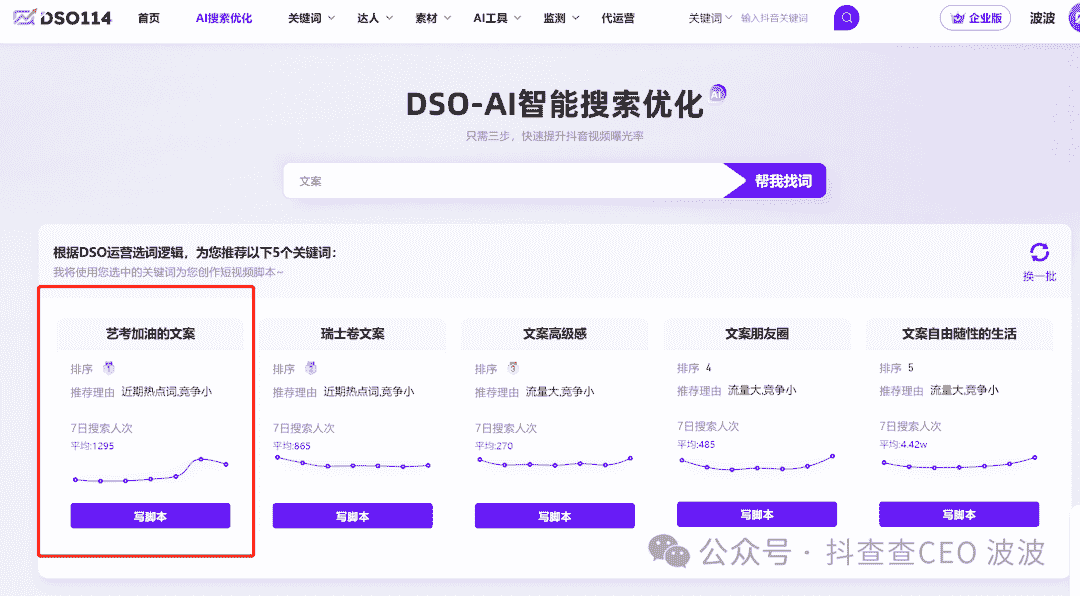 DSO114 首页 AI搜索优化 关键词 达人 素材 AI工具 监测 代运营 关键词 输入抖音关键词 企业版 波波
DSO-AI智能搜索优化
只需三步，快速提升抖音视频曝光率
文案 帮我找词
根据DSO运营选词逻辑，为您推荐以下5个关键词：
我将使用您选中的关键词为您创作短视频脚本~
换一批
艺考加油的文案 瑞士卷文案 文案高级感 文案朋友圈 文案自由随性的生活
排序 1 排序 2 排序 3 排序 4 排序 5
推荐理由 近期热点词,竞争小 推荐理由 近期热点词,竞争小 推荐理由 流量大,竞争小 推荐理由 流量大,竞争小 推荐理由 流量大,竞争小
7日搜索人次 7日搜索人次 7日搜索人次 7日搜索人次 7日搜索人次
平均:1295 平均:865 平均:270 平均:485 平均:4.42w
写脚本 写脚本 写脚本 写脚本 写脚本
公众号 · 抖查查CEO 波波